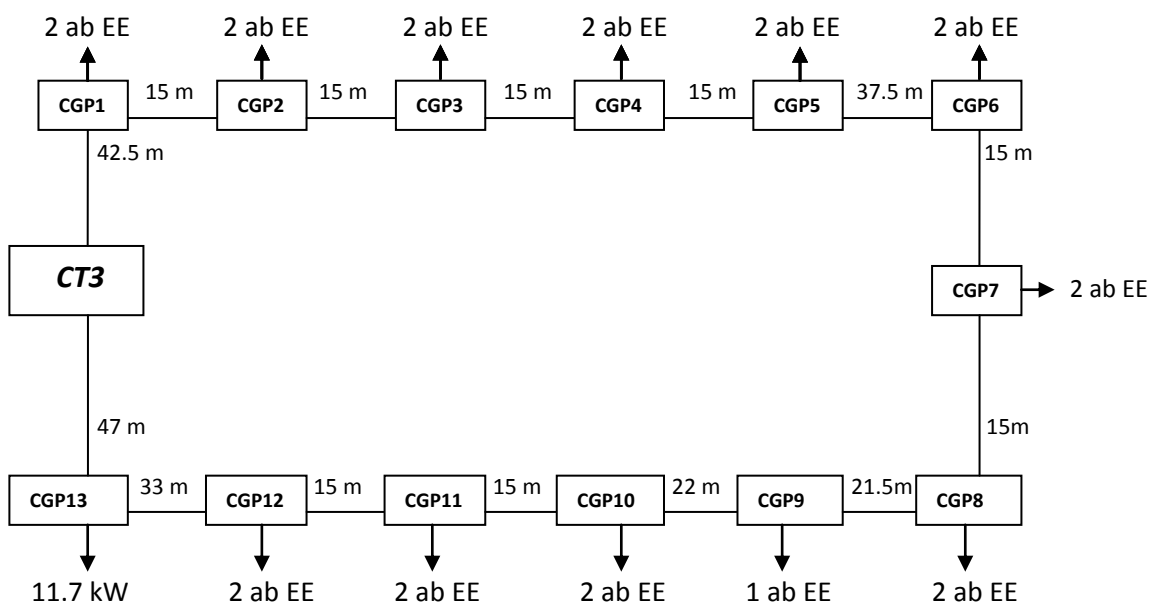 2 ab EE 2 ab EE 2 ab EE 2 ab EE 2 ab EE 2 ab EE
CGP1 15 m CGP2 15 m CGP3 15 m CGP4 15 m CGP5 37.5 m CGP6
42.5 m 15 m
CT3 CGP7 2 ab EE
47 m 15m
CGP13 33 m CGP12 15 m CGP11 15 m CGP10 22 m CGP9 21.5m CGP8
11.7 kW 2 ab EE 2 ab EE 2 ab EE 1 ab EE 2 ab EE